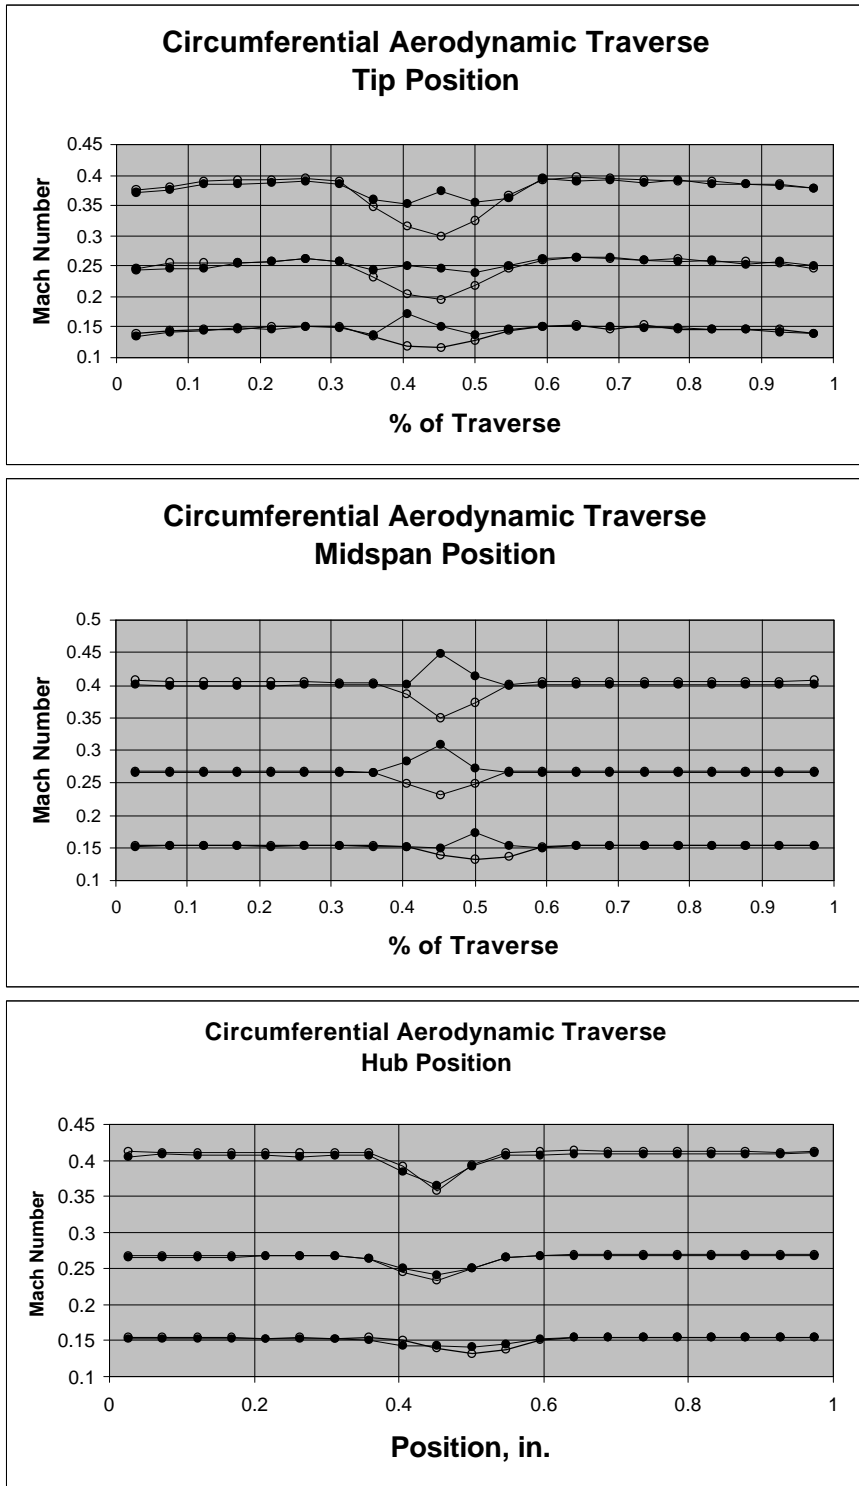 Circumferential Aerodynamic Traverse
Tip Position
Mach Number
0.45
0.4
0.35
0.3
0.25
0.2
0.15
0.1
0 0.1 0.2 0.3 0.4 0.5 0.6 0.7 0.8 0.9 1
% of Traverse
Circumferential Aerodynamic Traverse
Midspan Position
Mach Number
0.5
0.45
0.4
0.35
0.3
0.25
0.2
0.15
0.1
0 0.1 0.2 0.3 0.4 0.5 0.6 0.7 0.8 0.9 1
% of Traverse
Circumferential Aerodynamic Traverse
Hub Position
Mach Number
0.45
0.4
0.35
0.3
0.25
0.2
0.15
0.1
0 0.2 0.4 0.6 0.8 1
Position, in.